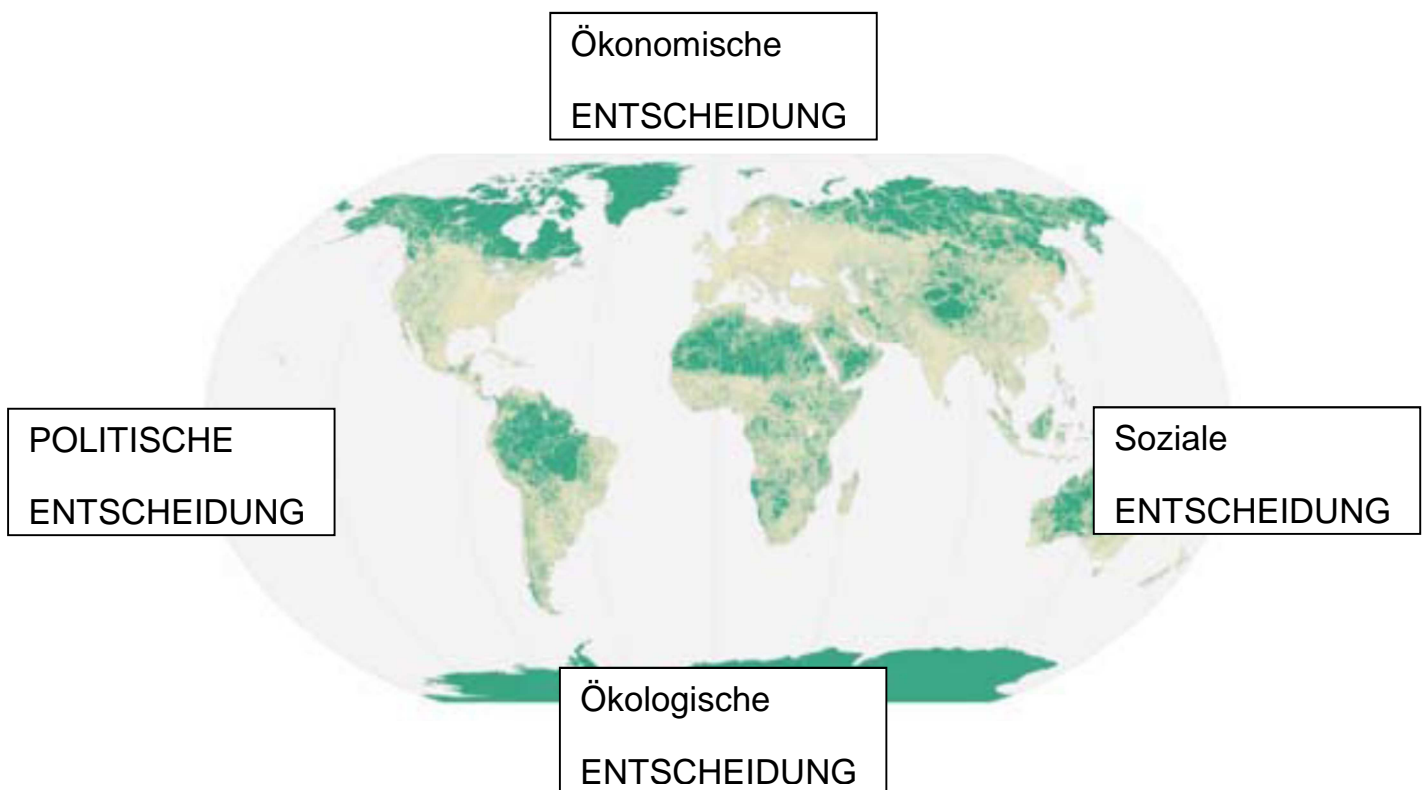 Ökonomische
ENTSCHEIDUNG
POLITISCHE
ENTSCHEIDUNG
Soziale
ENTSCHEIDUNG
Ökologische
ENTSCHEIDUNG